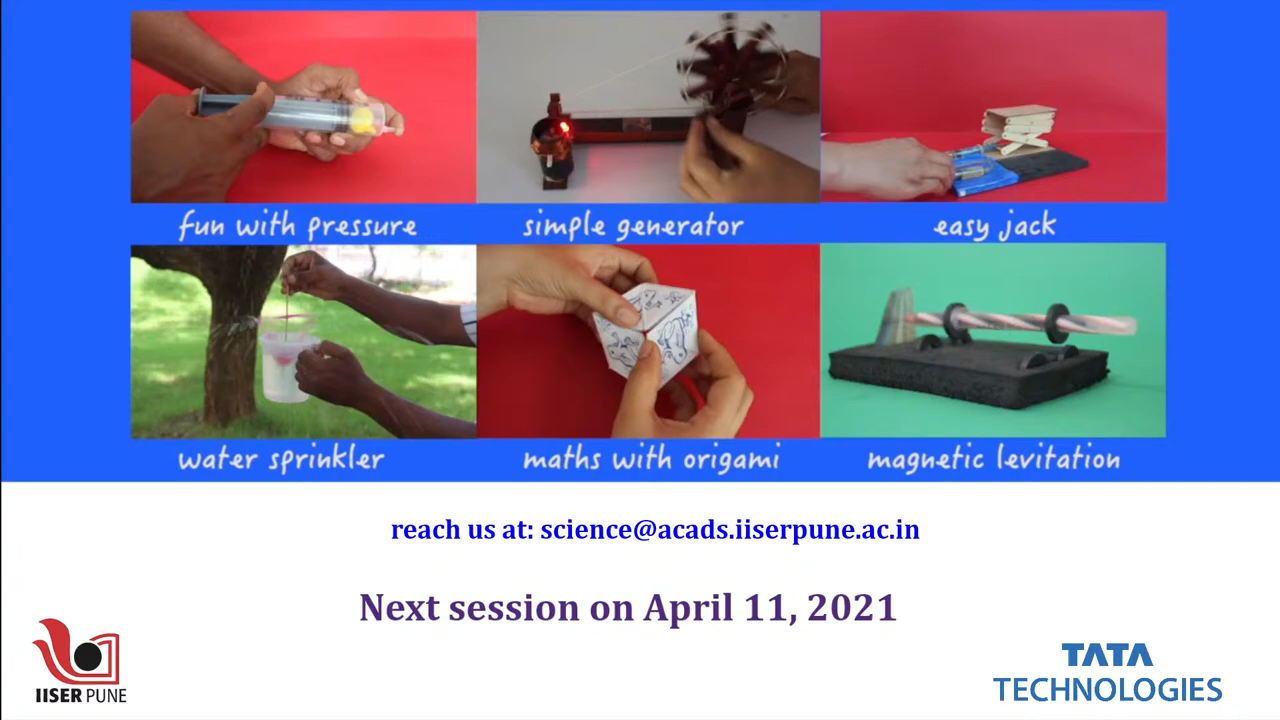 fun with pressure
simple generator
easy jack
water sprinkler
maths with origami
magnetic levitation
reach us at: science@acads.iiserpune.ac.in
Next session on April 11, 2021
IISER PUNE
TATA
TECHNOLOGIES